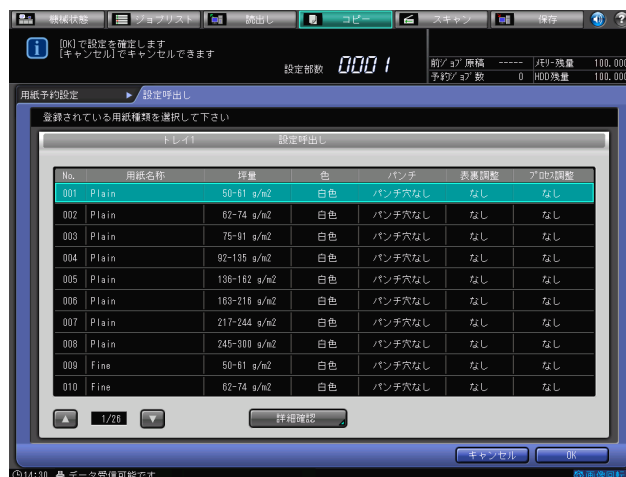 機械状態 ジョブリスト 読出し コピー スキャン 保存
[OK]で設定を確定します
[キャンセル]でキャンセルできます
設定部数 0001
前ジョブ原稿 ----- メモリー残量 100.000
予約ジョブ数 0 HDD残量 100.000
用紙予約設定 ▶ 設定呼出し
登録されている用紙種類を選択して下さい
トレイ1 設定呼出し
No. 用紙名称 坪量 色 パンチ 表裏調整 プロセス調整
001 Plain 50-61 g/m2 白色 パンチ穴なし なし なし
002 Plain 62-74 g/m2 白色 パンチ穴なし なし なし
003 Plain 75-91 g/m2 白色 パンチ穴なし なし なし
004 Plain 92-135 g/m2 白色 パンチ穴なし なし なし
005 Plain 136-162 g/m2 白色 パンチ穴なし なし なし
006 Plain 163-216 g/m2 白色 パンチ穴なし なし なし
007 Plain 217-244 g/m2 白色 パンチ穴なし なし なし
008 Plain 245-300 g/m2 白色 パンチ穴なし なし なし
009 Fine 50-61 g/m2 白色 パンチ穴なし なし なし
010 Fine 62-74 g/m2 白色 パンチ穴なし なし なし
1/26 詳細確認
キャンセル OK
14:30 データ受信可能です 画像回転